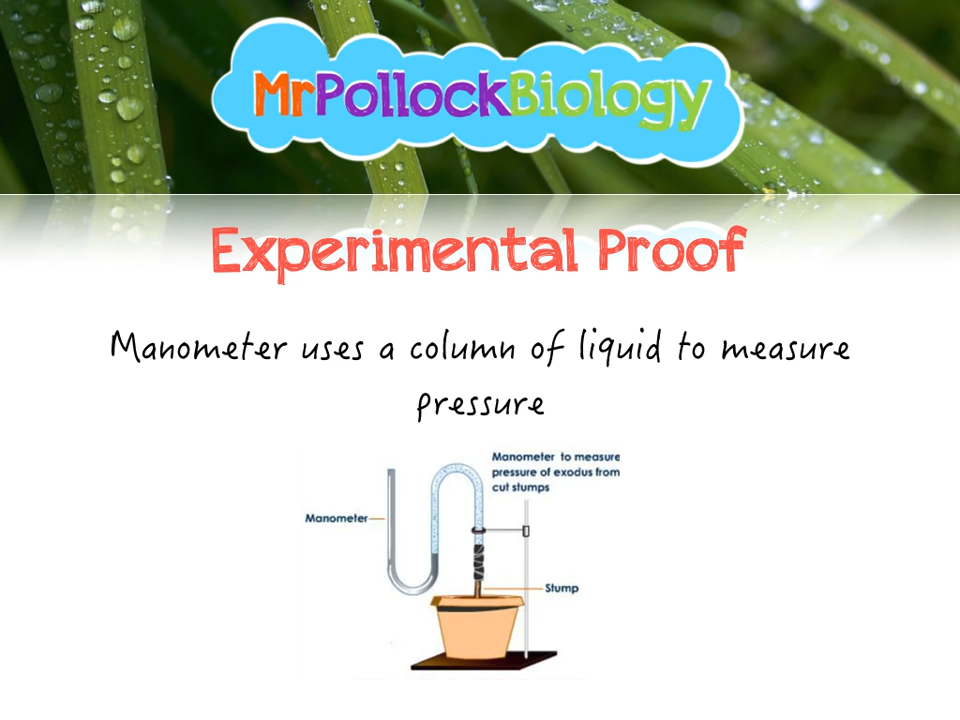 MrPollockBiology
Experimental Proof
Manometer uses a column of liquid to measure
pressure
Manometer to measure
pressure of exodus from
cut stumps
Manometer
Stump